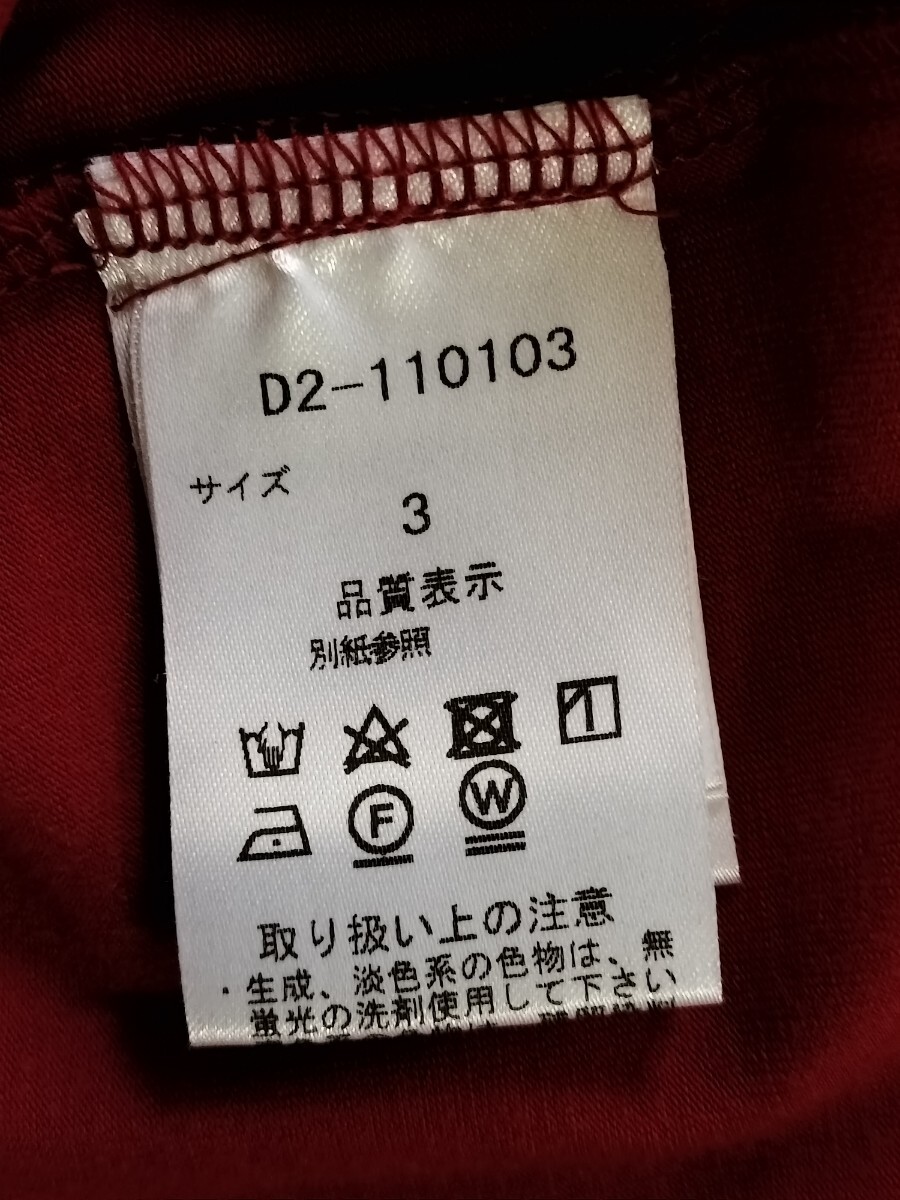 D2-110103
サイズ
3
品質表示
別紙参照
F
W
取り扱い上の注意
・生成、淡色系の色物は、無
蛍光の洗剤使用して下さい